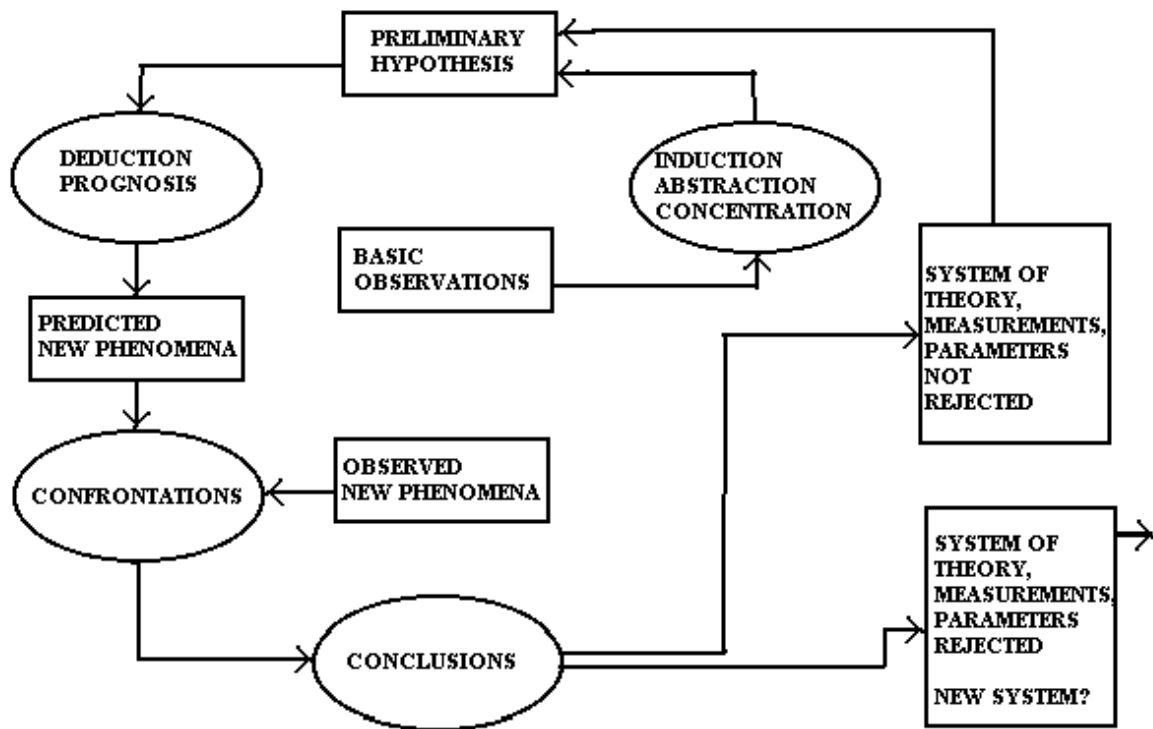 PRELIMINARY
HYPOTHESIS
DEDUCTION
PROGNOSIS
INDUCTION
ABSTRACTION
CONCENTRATION
BASIC
OBSERVATIONS
SYSTEM OF
THEORY,
MEASUREMENTS,
PARAMETERS
NOT
REJECTED
PREDICTED
NEW PHENOMENA
CONFRONTATIONS
OBSERVED
NEW PHENOMENA
SYSTEM OF
THEORY,
MEASUREMENTS,
PARAMETERS
REJECTED
NEW SYSTEM?
CONCLUSIONS